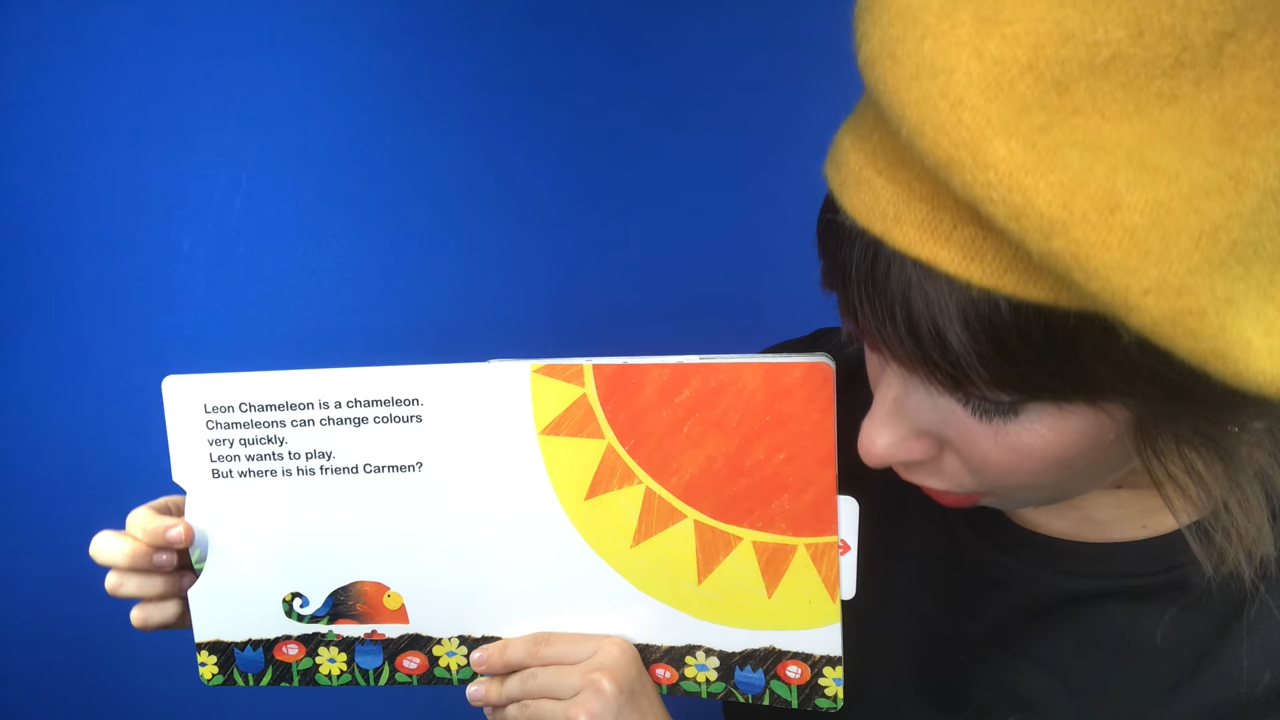 Leon Chameleon is a chameleon.
Chameleons can change colours
very quickly.
Leon wants to play.
But where is his friend Carmen?